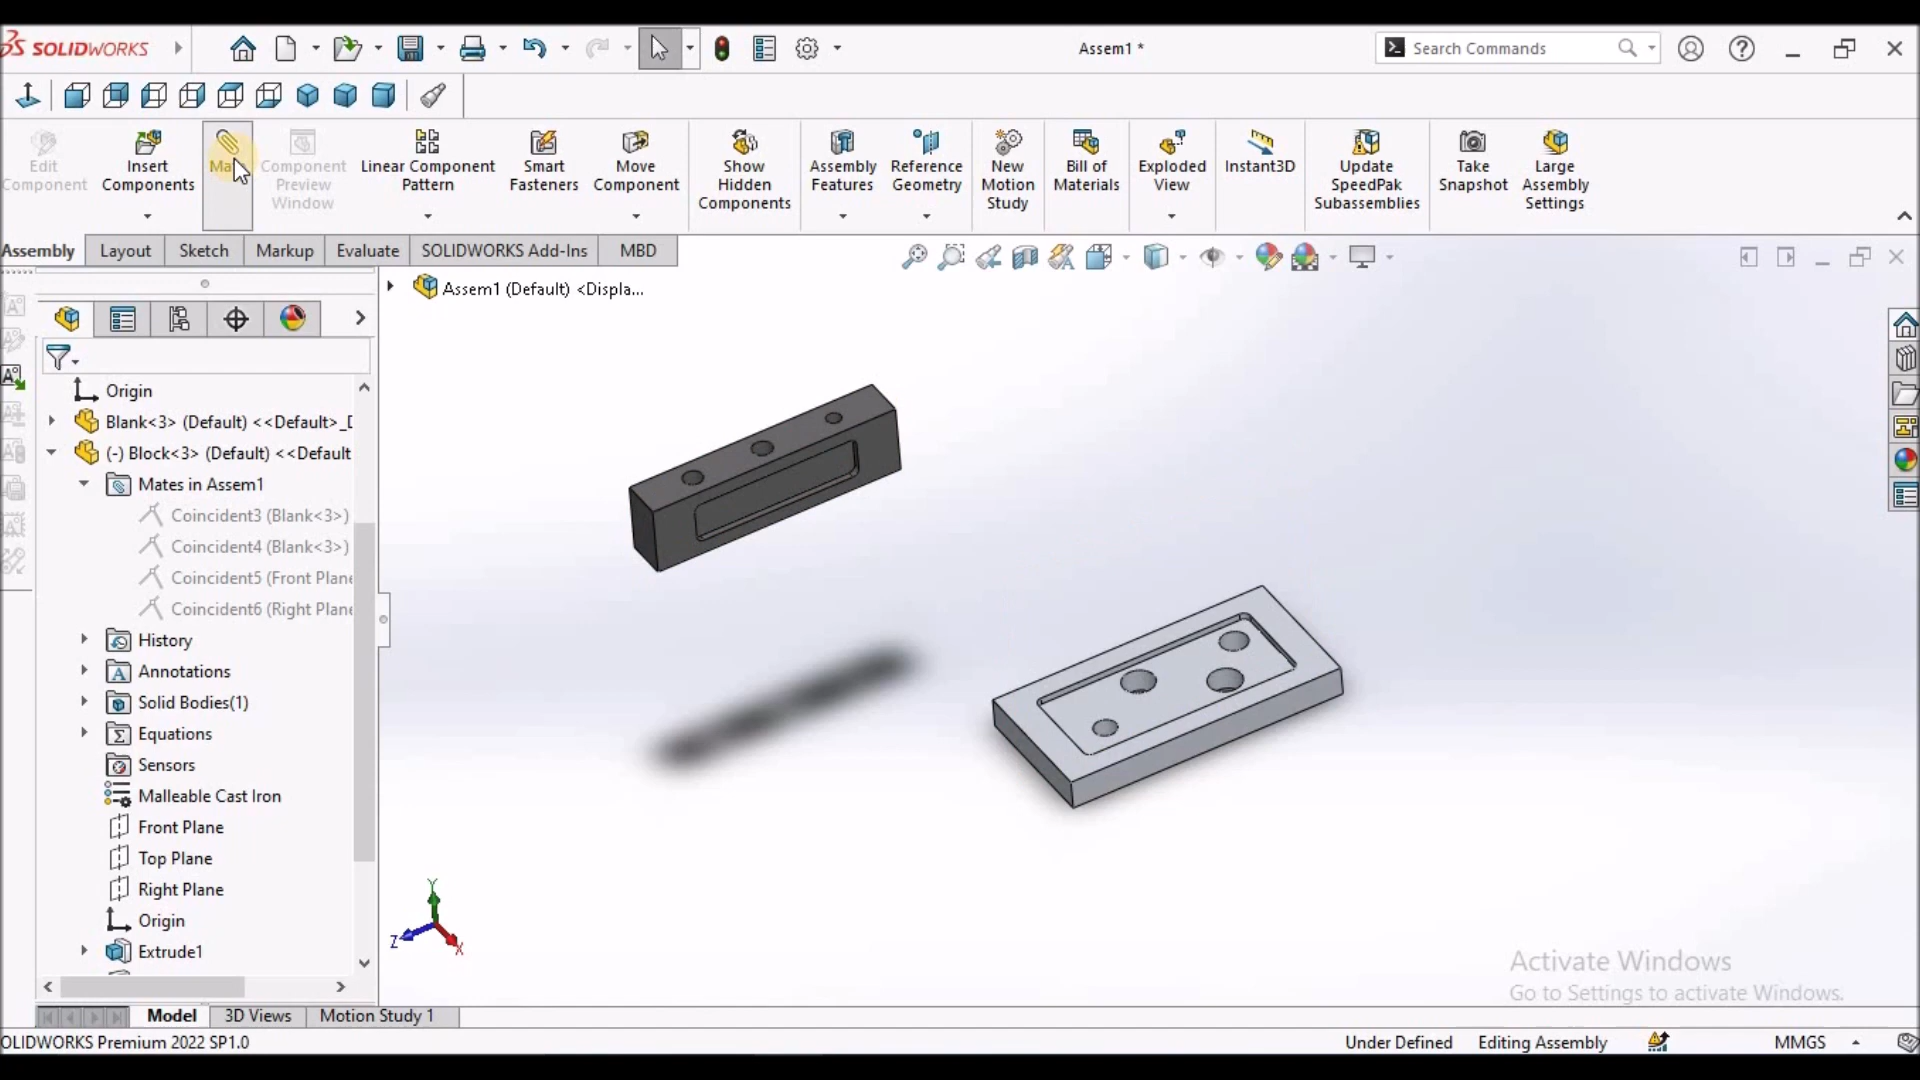 SOLIDWORKS
Assem1 *
Search Commands
Edit Component
Insert Components
Component Preview Window
Linear Component Pattern
Smart Fasteners
Move Component
Show Hidden Components
Assembly Features
Reference Geometry
New Motion Study
Bill of Materials
Exploded View
Instant3D
Update SpeedPak Subassemblies
Take Snapshot
Large Assembly Settings
Assembly
Layout
Sketch
Markup
Evaluate
SOLIDWORKS Add-Ins
MBD
Assem1 (Default) <Displa...
Origin
Blank<3> (Default) <<Default>_D
(-) Block<3> (Default) <<Default
Mates in Assem1
Coincident3 (Blank<3>)
Coincident4 (Blank<3>)
Coincident5 (Front Plane
Coincident6 (Right Plane
History
Annotations
Solid Bodies(1)
Equations
Sensors
Malleable Cast Iron
Front Plane
Top Plane
Right Plane
Origin
Extrude1
Y
Z
X
Activate Windows
Go to Settings to activate Windows.
Model
3D Views
Motion Study 1
OLIDWORKS Premium 2022 SP1.0
Under Defined
Editing Assembly
MMGS